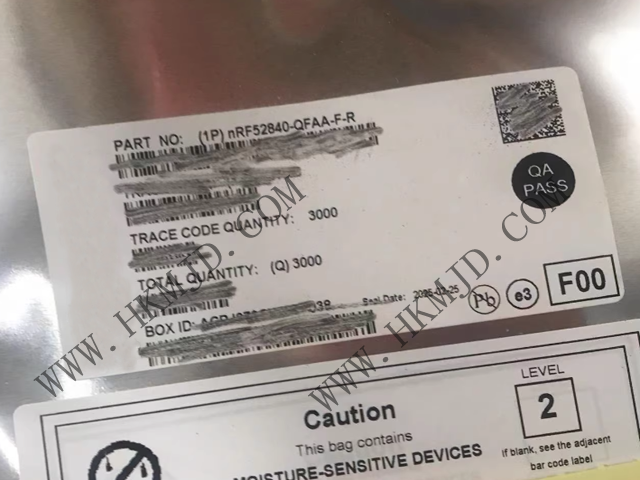 PART NO: (1P) nRF52840-QFAA-F-R
QA
PASS
TRACE CODE QUANTITY: 3000
TOTAL QUANTITY: (Q) 3000
BOX ID:
Seal Date:
Pb
e3
F00
WWW.HKMJD.COM
WWW.HKMJD.COM
Caution
This bag contains
MOISTURE-SENSITIVE DEVICES
LEVEL
2
If blank, see the adjacent
bar code label